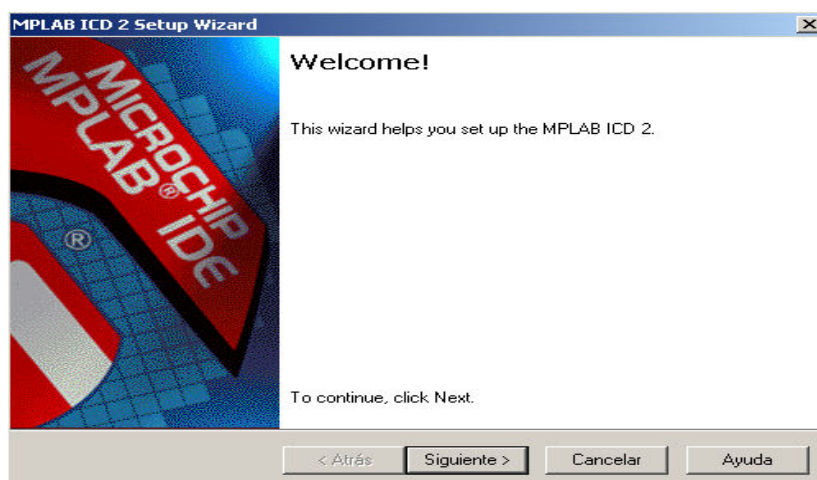 MPLAB ICD 2 Setup Wizard
MICROCHIP
MPLAB® IDE
®
Welcome!
This wizard helps you set up the MPLAB ICD 2.
To continue, click Next.
< Atrás Siguiente > Cancelar Ayuda